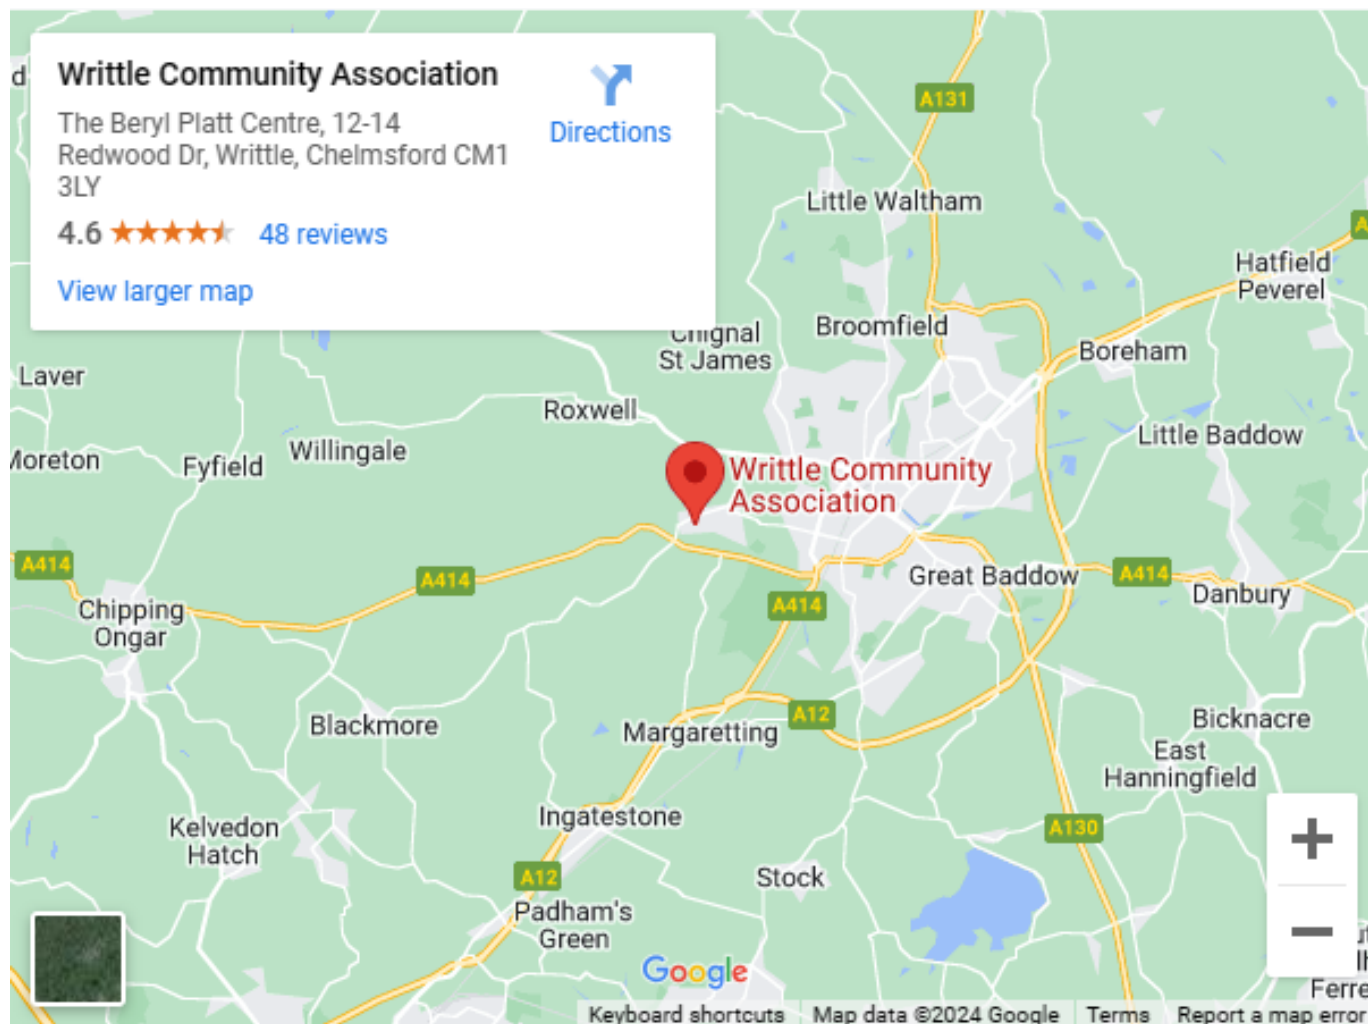 Writtle Community Association
The Beryl Platt Centre, 12-14
Redwood Dr, Writtle, Chelmsford CM1
3LY
4.6
48 reviews
View larger map
Directions
d
A131
Little Waltham
A
Hatfield
Peverel
Chignal
St James
Broomfield
Boreham
Laver
Roxwell
Little Baddow
Moreton
Fyfield
Willingale
Writtle Community
Association
A414
A414
Great Baddow
A414
Danbury
Chipping
Ongar
A414
Blackmore
Margaretting
A12
Bicknacre
East
Hanningfield
Kelvedon
Hatch
Ingatestone
A130
A12
Stock
Padham's
Green
Google
Ferre
Keyboard shortcuts
Map data ©2024 Google
Terms
Report a map error